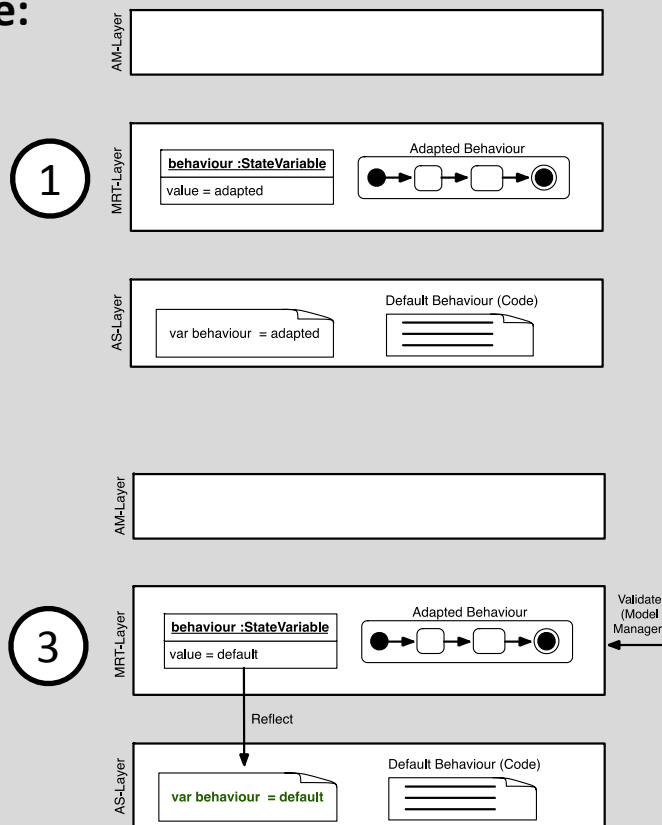 e:
AM-Layer
1
MRT-Layer
behaviour :StateVariable
value = adapted
Adapted Behaviour
AS-Layer
var behaviour = adapted
Default Behaviour (Code)
AM-Layer
3
MRT-Layer
behaviour :StateVariable
value = default
Adapted Behaviour
Validate
(Model
Manager
Reflect
AS-Layer
var behaviour = default
Default Behaviour (Code)